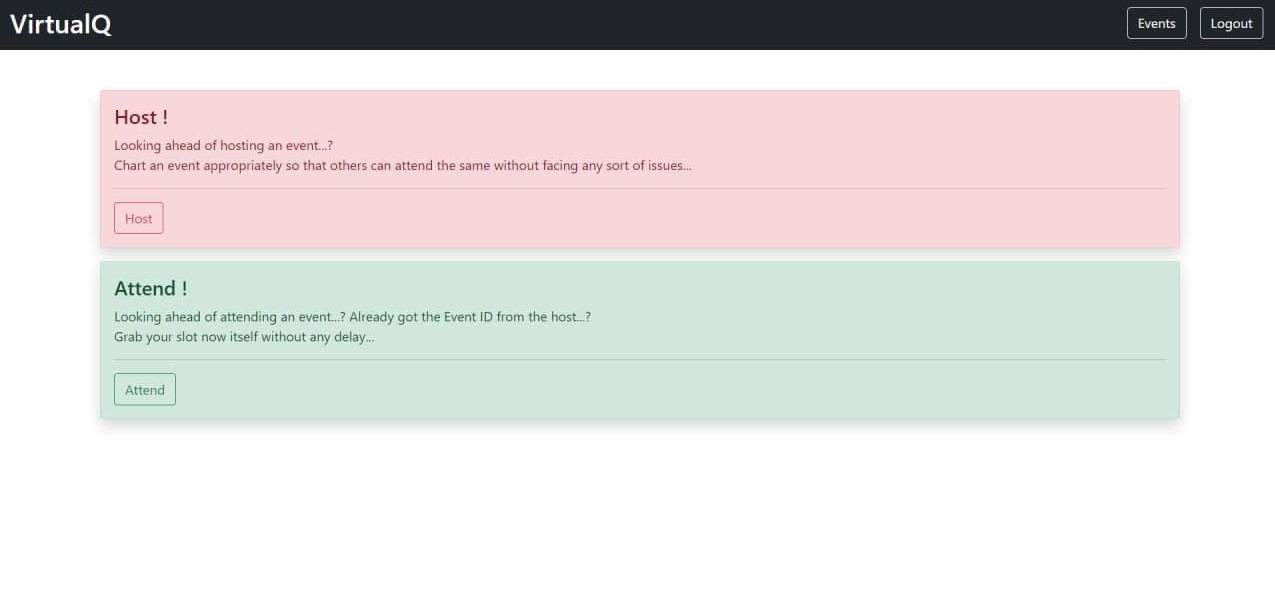 VirtualQ
Events
Logout
Host !
Looking ahead of hosting an event...?
Chart an event appropriately so that others can attend the same without facing any sort of issues...
Host
Attend !
Looking ahead of attending an event...? Already got the Event ID from the host...?
Grab your slot now itself without any delay...
Attend